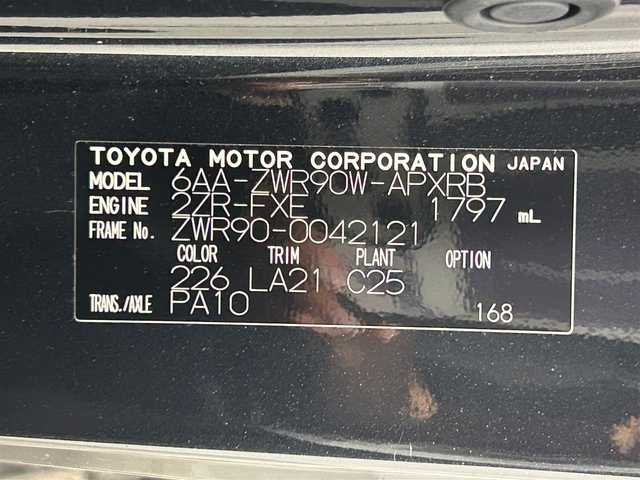 TOYOTA MOTOR CORPORATION JAPAN
MODEL 6AA-ZWR90W-APXRB
ENGINE 2ZR-FXE 1797 mL
FRAME No. ZWR90-0042121
COLOR TRIM PLANT OPTION
226 LA21 C25
TRANS./AXLE PA10 168